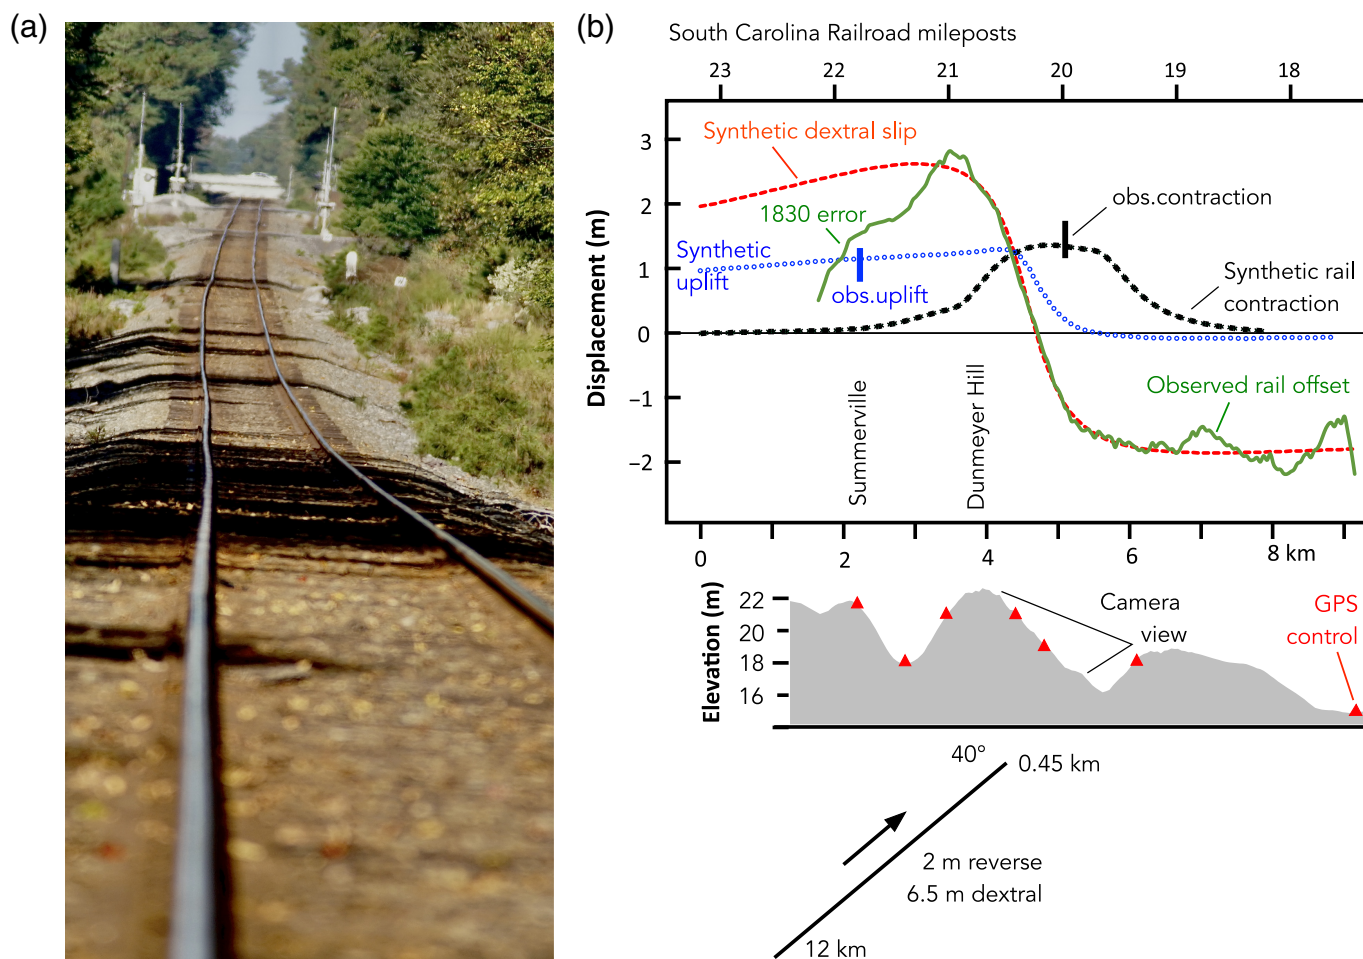 (a)
(b)
South Carolina Railroad mileposts
23 22 21 20 19 18
Displacement (m)
3
2
1
0
−1
−2
Synthetic dextral slip
1830 error
obs.contraction
Synthetic
uplift
obs.uplift
Synthetic rail
contraction
Summerville
Dunmeyer Hill
Observed rail offset
0 2 4 6 8 km
Elevation (m)
22
20
18
16
Camera
view
GPS
control
40°
0.45 km
2 m reverse
6.5 m dextral
12 km